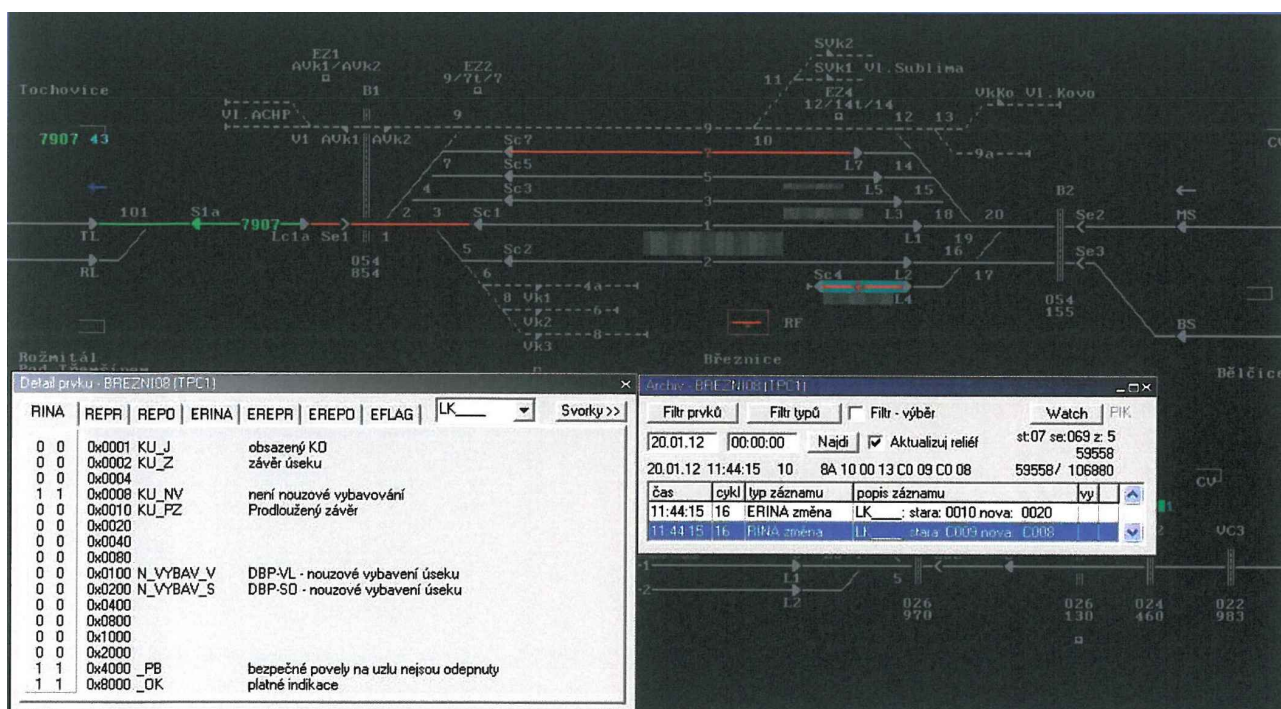 Tochovice
7907 43
EZ1
AVk1/AVk2
B1
EZ2
9/7t/7
SVk2
SVk1 Vl.Sublima
11
EZ4
12/14t/14
VkKo Vl.Kovo
Vl.ACHP
V1 AVk1 AVk2
9
9
10
12
13
CV
9a
Sc7
7
L7
14
7
Sc5
5
L5
15
4
Sc3
3
L3
18
20
B2
Se2
MS
101
S1a
7907
Lc1a
Se1
1
2
3
Sc1
1
L1
19
TL
RL
054
854
5
Sc2
2
L2
16
17
Se3
6
4a
Sc4
L4
8
Vk1
6
Vk2
8
Vk3
RF
054
155
BS
Rožmitál
Pod Třemšínem
Březnice
Bělčice
Detail prvku - BREZNI08 (TPC1)
RINA REPR REPO ERINA EREPR EREPO EFLAG LK____ Svorky>>
0 0 0x0001 KU_J obsazený KO
0 0 0x0002 KU_Z závěr úseku
0 0 0x0004
1 1 0x0008 KU_NV není nouzové vybavování
0 0 0x0010 KU_PZ Prodloužený závěr
0 0 0x0020
0 0 0x0040
0 0 0x0080
0 0 0x0100 N_VYBAV_V DBP-VL - nouzové vybavení úseku
0 0 0x0200 N_VYBAV_S DBP-SO - nouzové vybavení úseku
0 0 0x0400
0 0 0x0800
0 0 0x1000
0 0 0x2000
1 1 0x4000 _PB bezpečné povely na uzlu nejsou odepnuty
1 1 0x8000 _OK platné indikace
Archiv - BREZNI08 (TPC1)
Filtr prvků Filtr typů Filtr - výběr Watch PIK
20.01.12 00:00:00 Najdi Aktualizuj reliéf st:07 se:069 z: 5
59558
20.01.12 11:44:15 10 8A 10 00 13 C0 09 C0 08 59558/ 106880
čas cykl typ záznamu popis záznamu vy
11:44:15 16 ERINA změna LK____: stara: 0010 nova: 0020
11:44:15 16 RINA změna LK____: stara: C009 nova: C008
CV
1
2
VC3
-1
L1
-2
L2
5
026
970
026
130
024
460
022
983